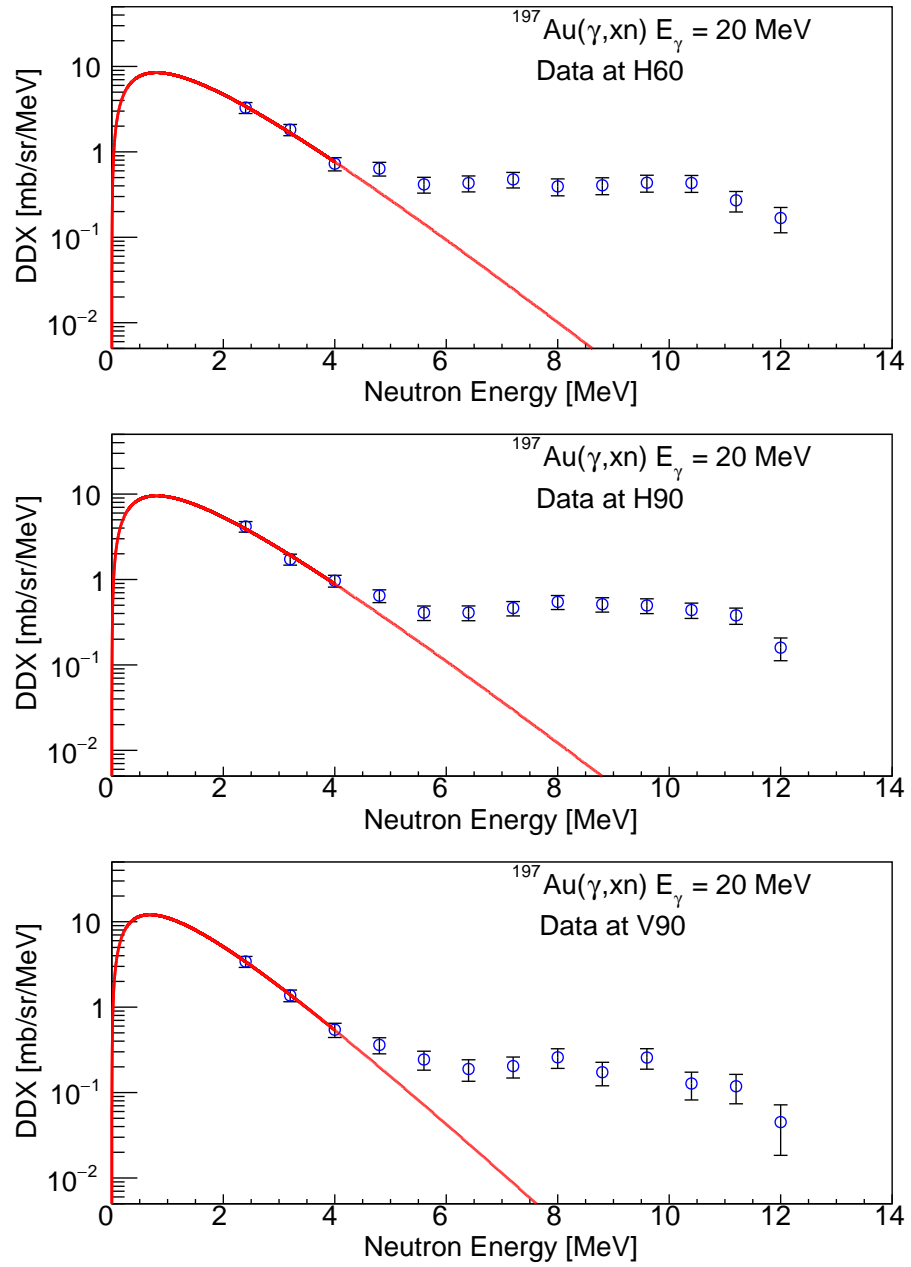 ¹⁹⁷Au(γ,xn) E_γ = 20 MeV
Data at H60
DDX [mb/sr/MeV]
10
1
10⁻¹
10⁻²
0 2 4 6 8 10 12 14
Neutron Energy [MeV]
¹⁹⁷Au(γ,xn) E_γ = 20 MeV
Data at H90
DDX [mb/sr/MeV]
10
1
10⁻¹
10⁻²
0 2 4 6 8 10 12 14
Neutron Energy [MeV]
¹⁹⁷Au(γ,xn) E_γ = 20 MeV
Data at V90
DDX [mb/sr/MeV]
10
1
10⁻¹
10⁻²
0 2 4 6 8 10 12 14
Neutron Energy [MeV]